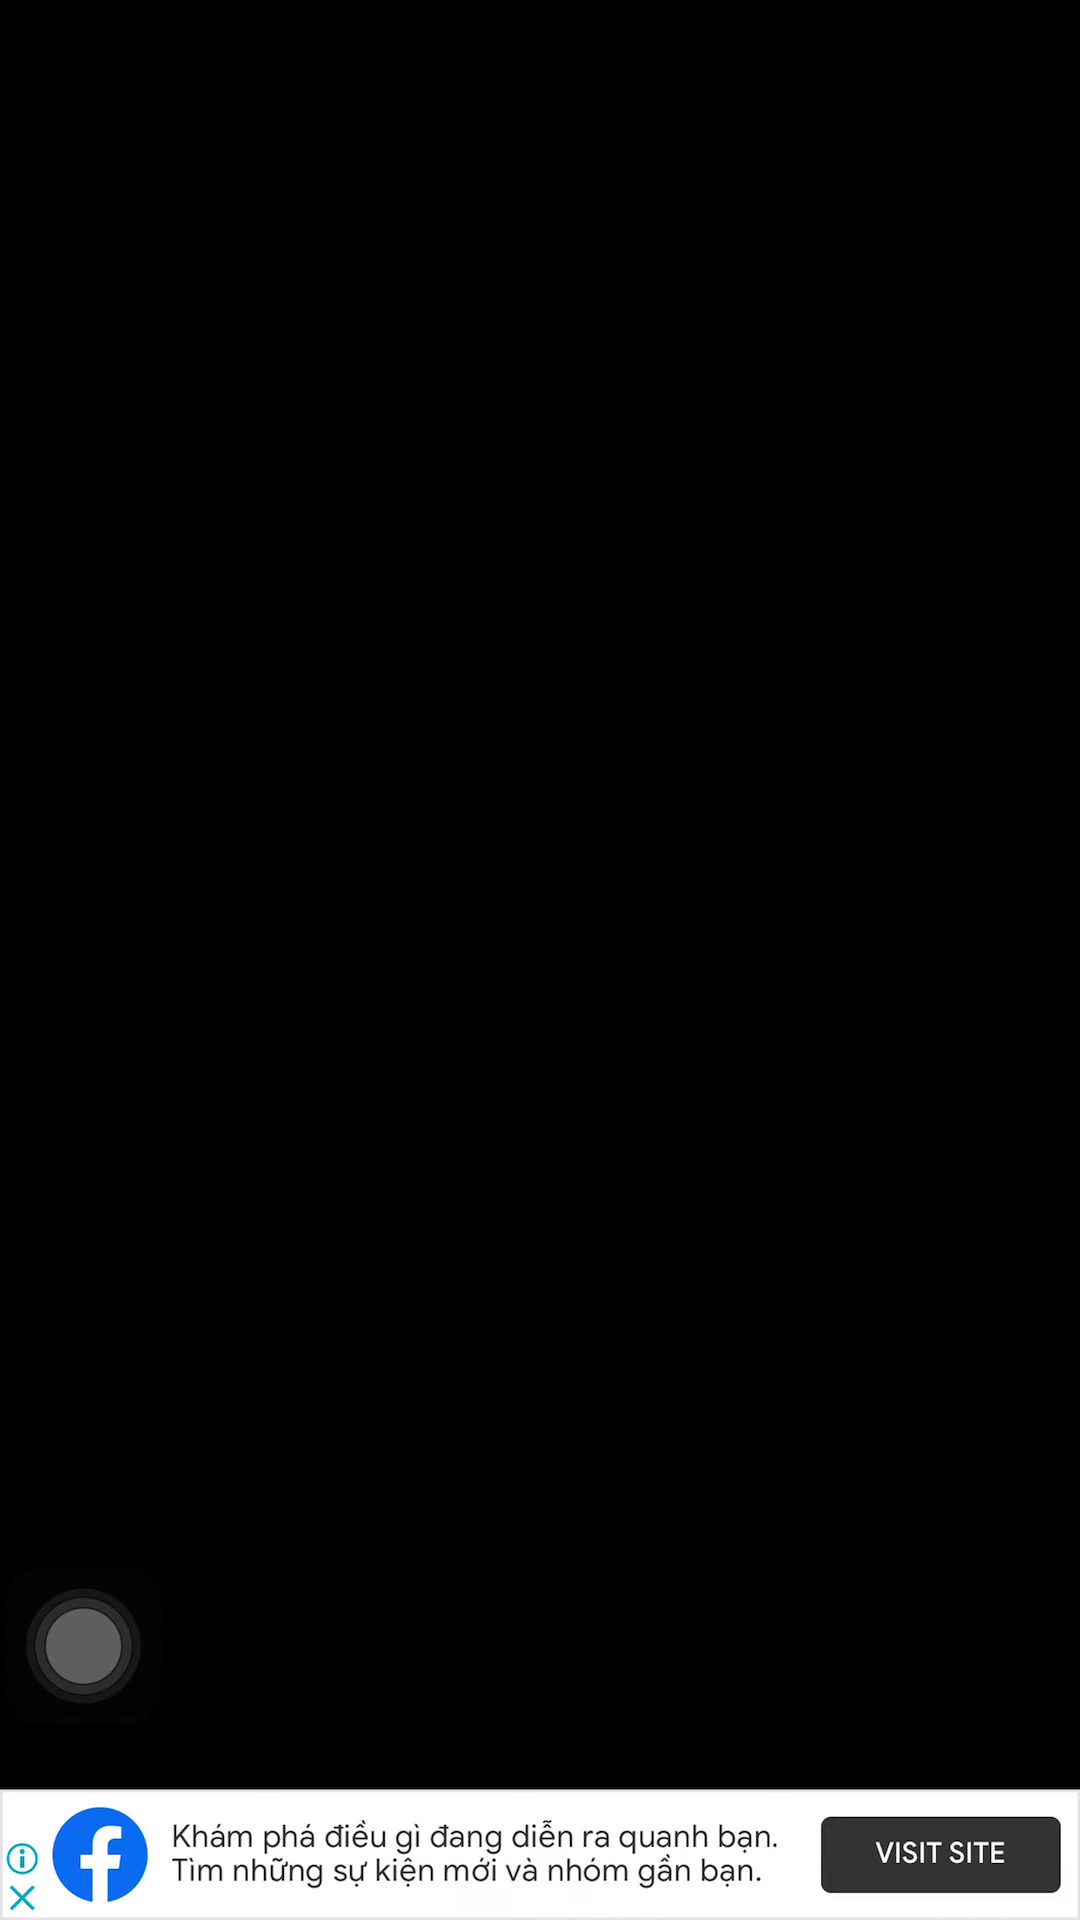 Khám phá điều gì đang diễn ra quanh bạn.
Tìm những sự kiện mới và nhóm gần bạn.
VISIT SITE